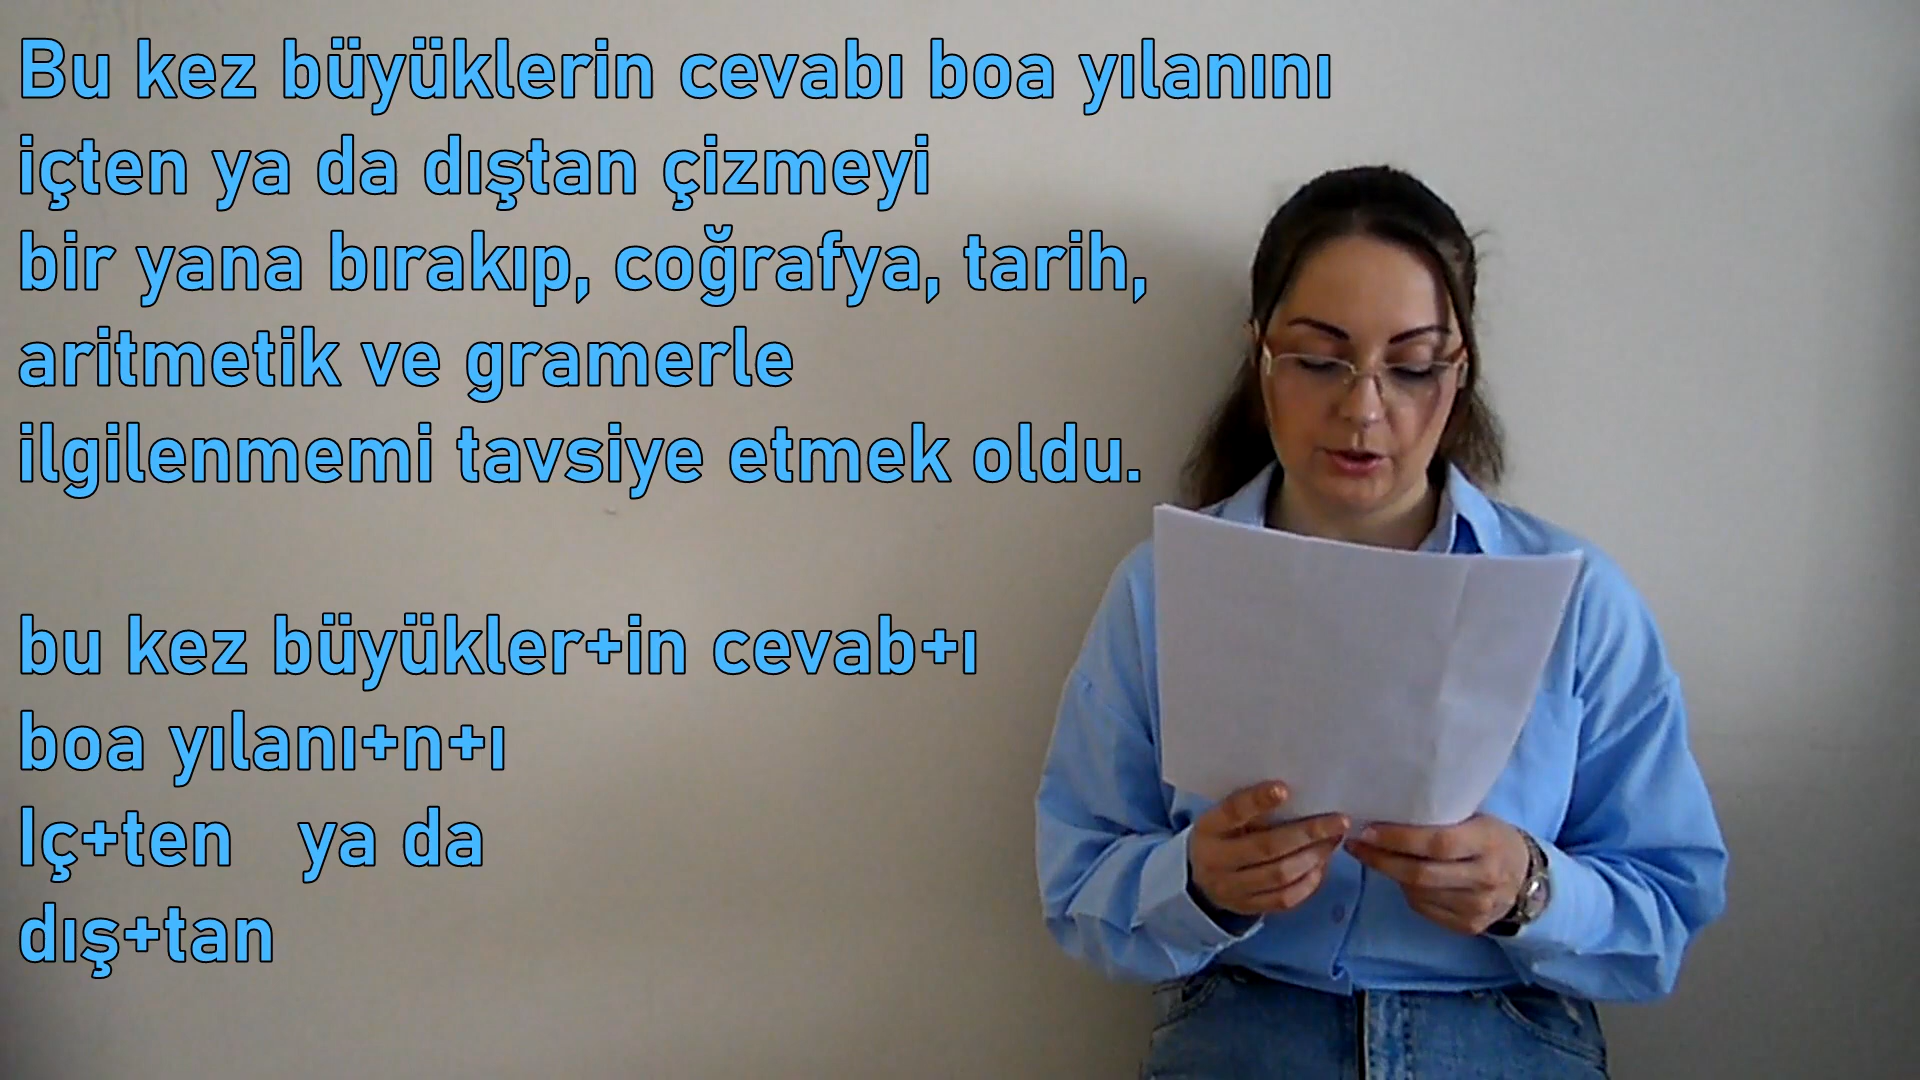 Bu kez büyüklerin cevabı boa yılanını
içten ya da dıştan çizmeyi
bir yana bırakıp, coğrafya, tarih,
aritmetik ve gramerle
ilgilenmemi tavsiye etmek oldu.
bu kez büyükler+in cevab+ı
boa yılanı+n+ı
Iç+ten ya da
dış+tan